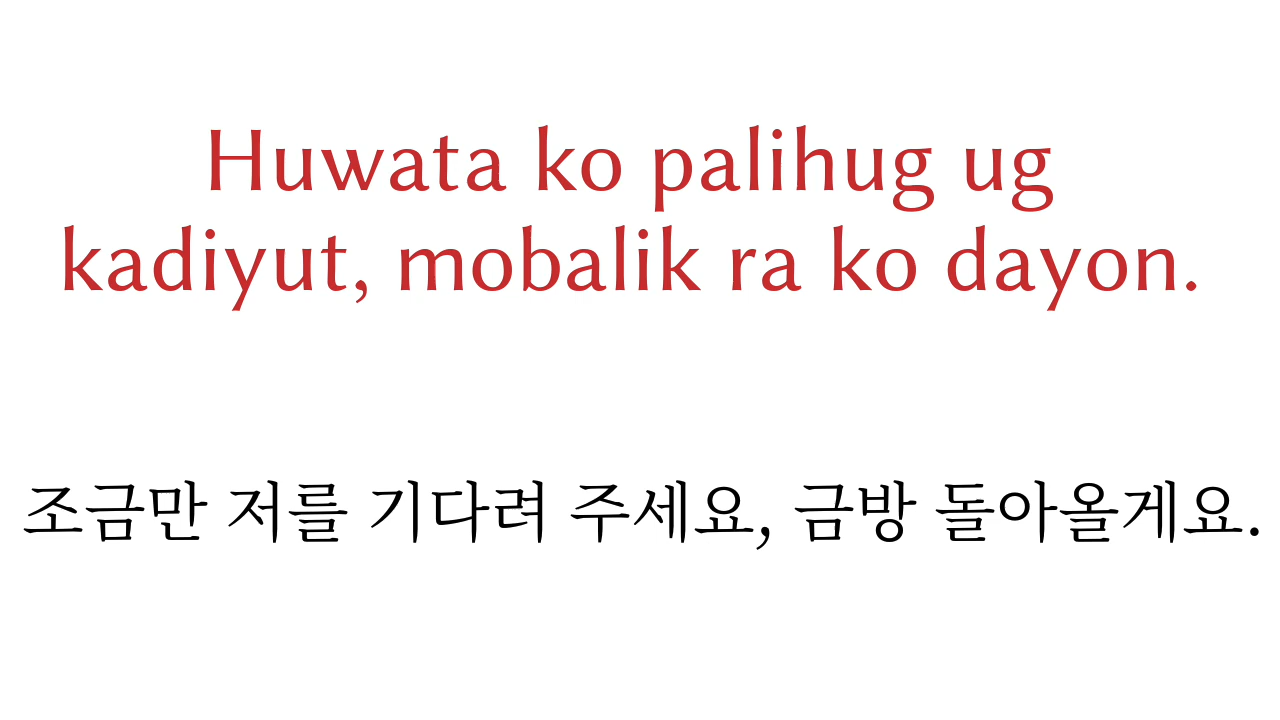 Huwata ko palihug ug
kadiyut, mobalik ra ko dayon.
조금만 저를 기다려 주세요, 금방 돌아올게요.